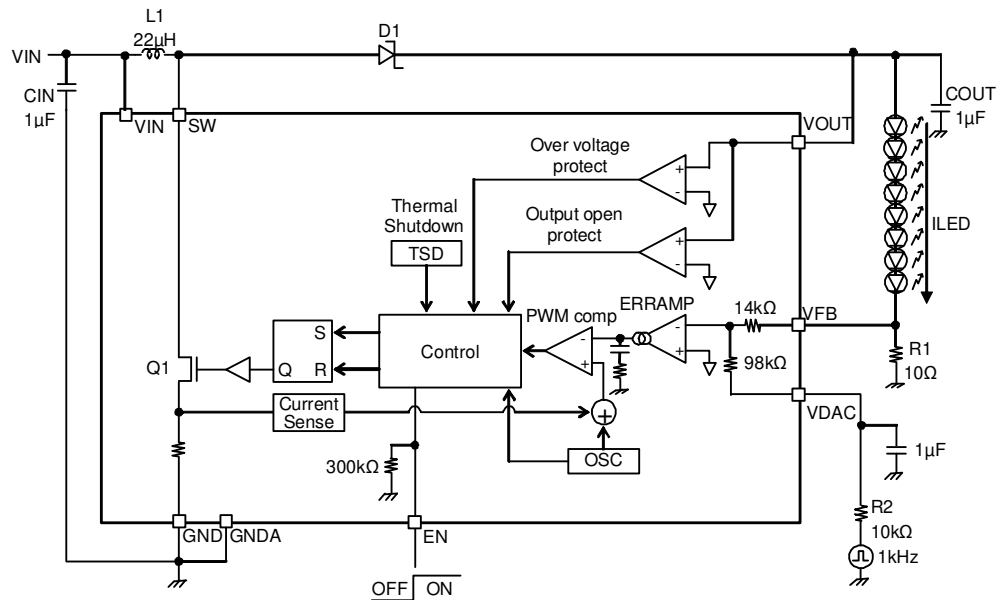 L1
22µH
D1
VIN
CIN
1µF
COUT
1µF
VIN
SW
VOUT
Over voltage
protect
+
-
Thermal
Shutdown
TSD
Output open
protect
+
-
ILED
PWM comp
ERRAMP
14kΩ
VFB
-
+
-
+
S
Control
98kΩ
R1
10Ω
Q1
Q
R
Current
Sense
+
VDAC
300kΩ
OSC
1µF
R2
10kΩ
1kHz
GND
GNDA
EN
OFF
ON